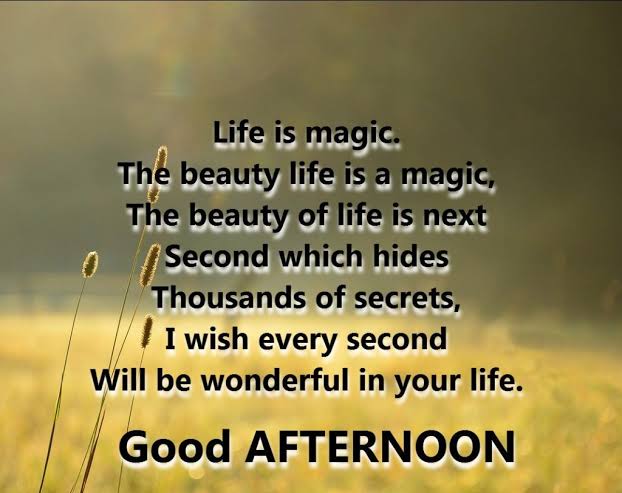 Life is magic.
The beauty life is a magic,
The beauty of life is next
Second which hides
Thousands of secrets,
I wish every second
Will be wonderful in your life.
Good AFTERNOON